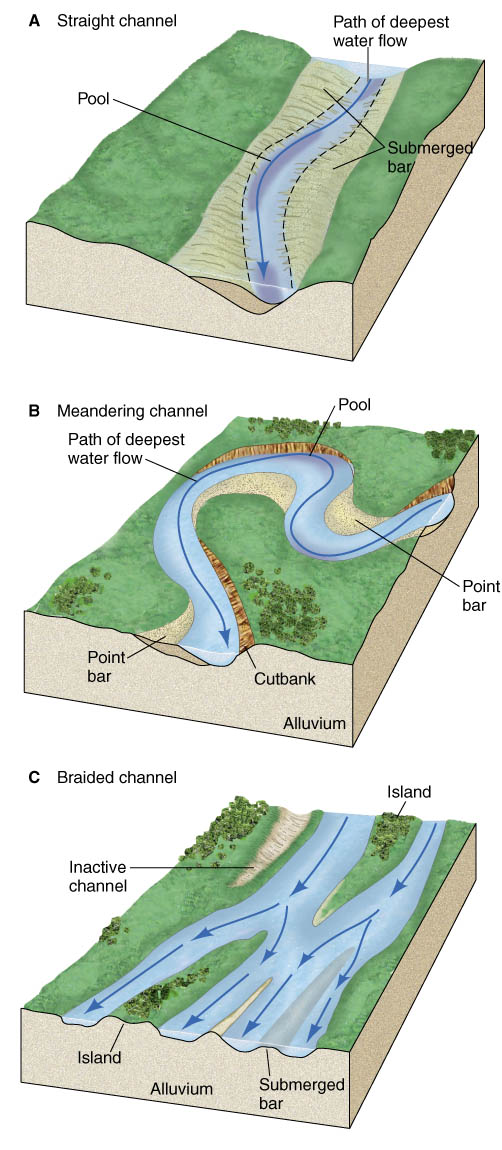 A Straight channel
Path of deepest
water flow
Pool
Submerged
bar
B Meandering channel
Pool
Path of deepest
water flow
Point
bar
Point
bar
Cutbank
Alluvium
C Braided channel
Island
Inactive
channel
Island
Alluvium
Submerged
bar